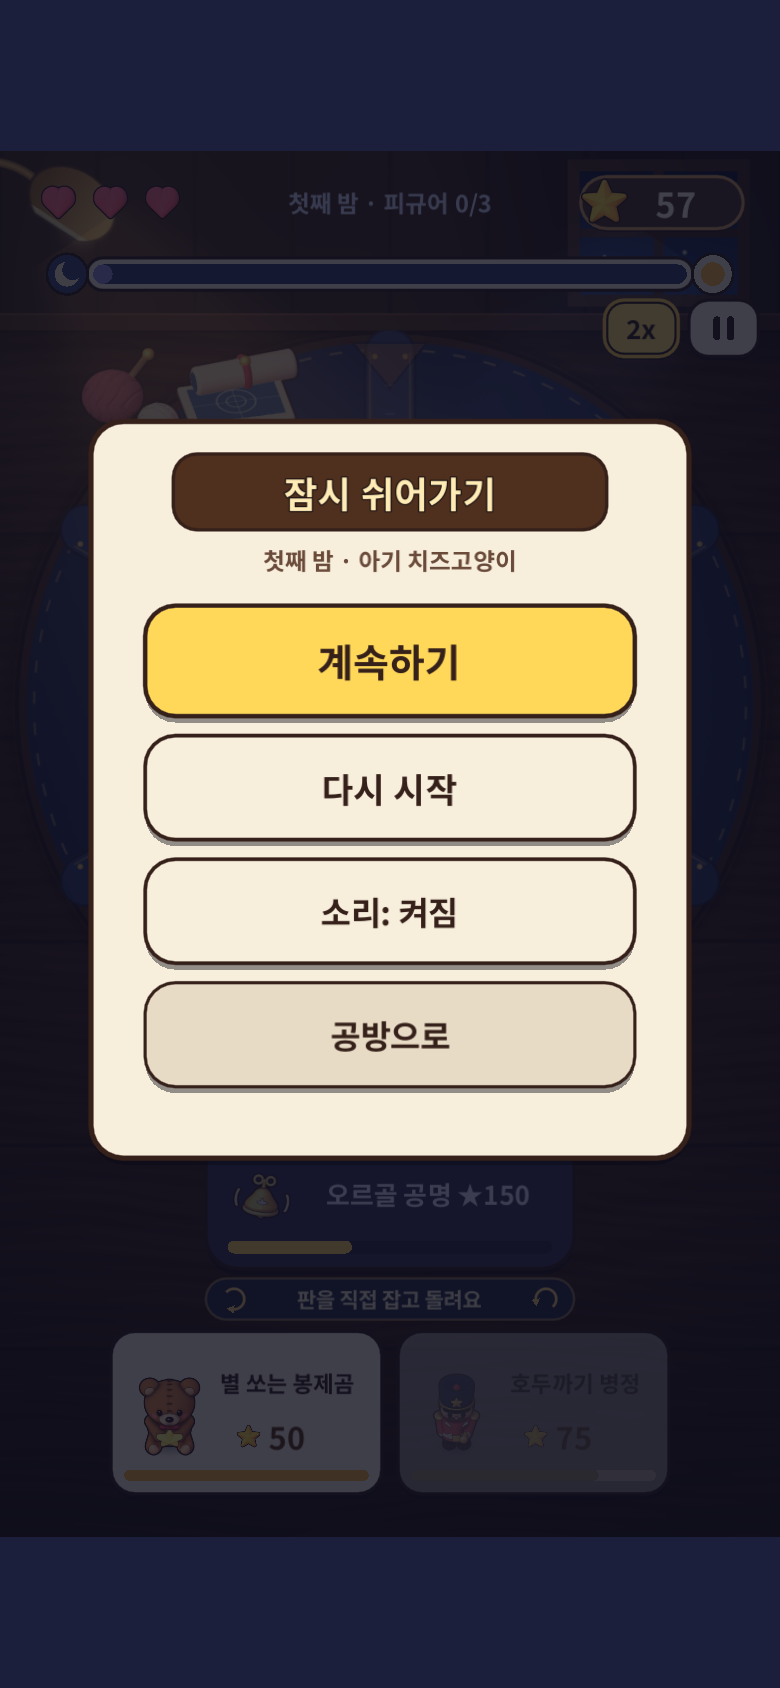 첫째 밤 · 피규어 0/3
57
2x
잠시 쉬어가기
첫째 밤 · 아기 치즈고양이
계속하기
다시 시작
소리: 켜짐
공방으로
오르골 공명 ★150
판을 직접 잡고 돌려요
별 쏘는 봉제곰
50
호두까기 병정
75